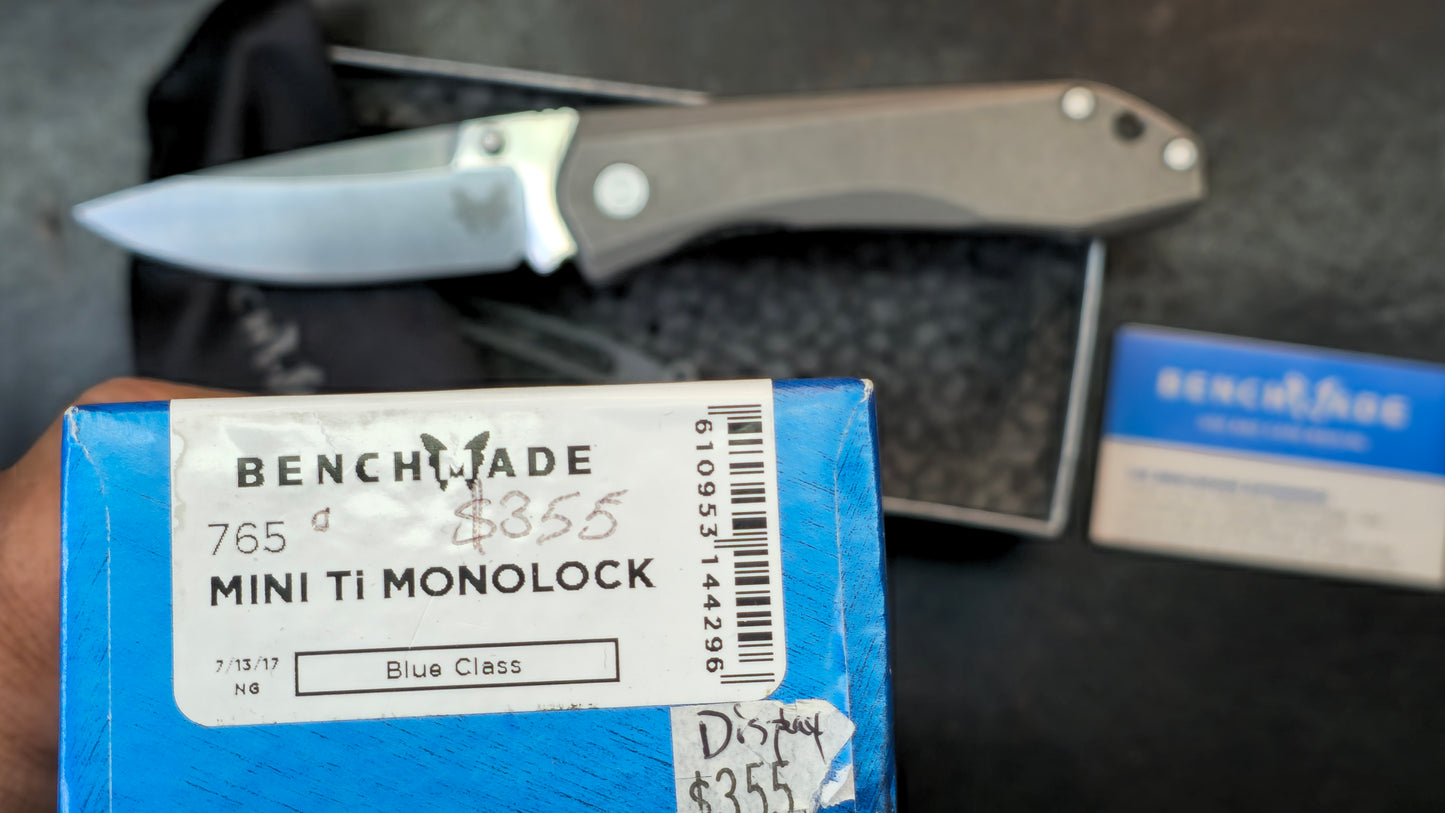 BENCHMADE
765 $355
MINI Ti MONOLOCK
7/13/17
NG
Blue Class
610953144296
Display
$355
BENCHMADE